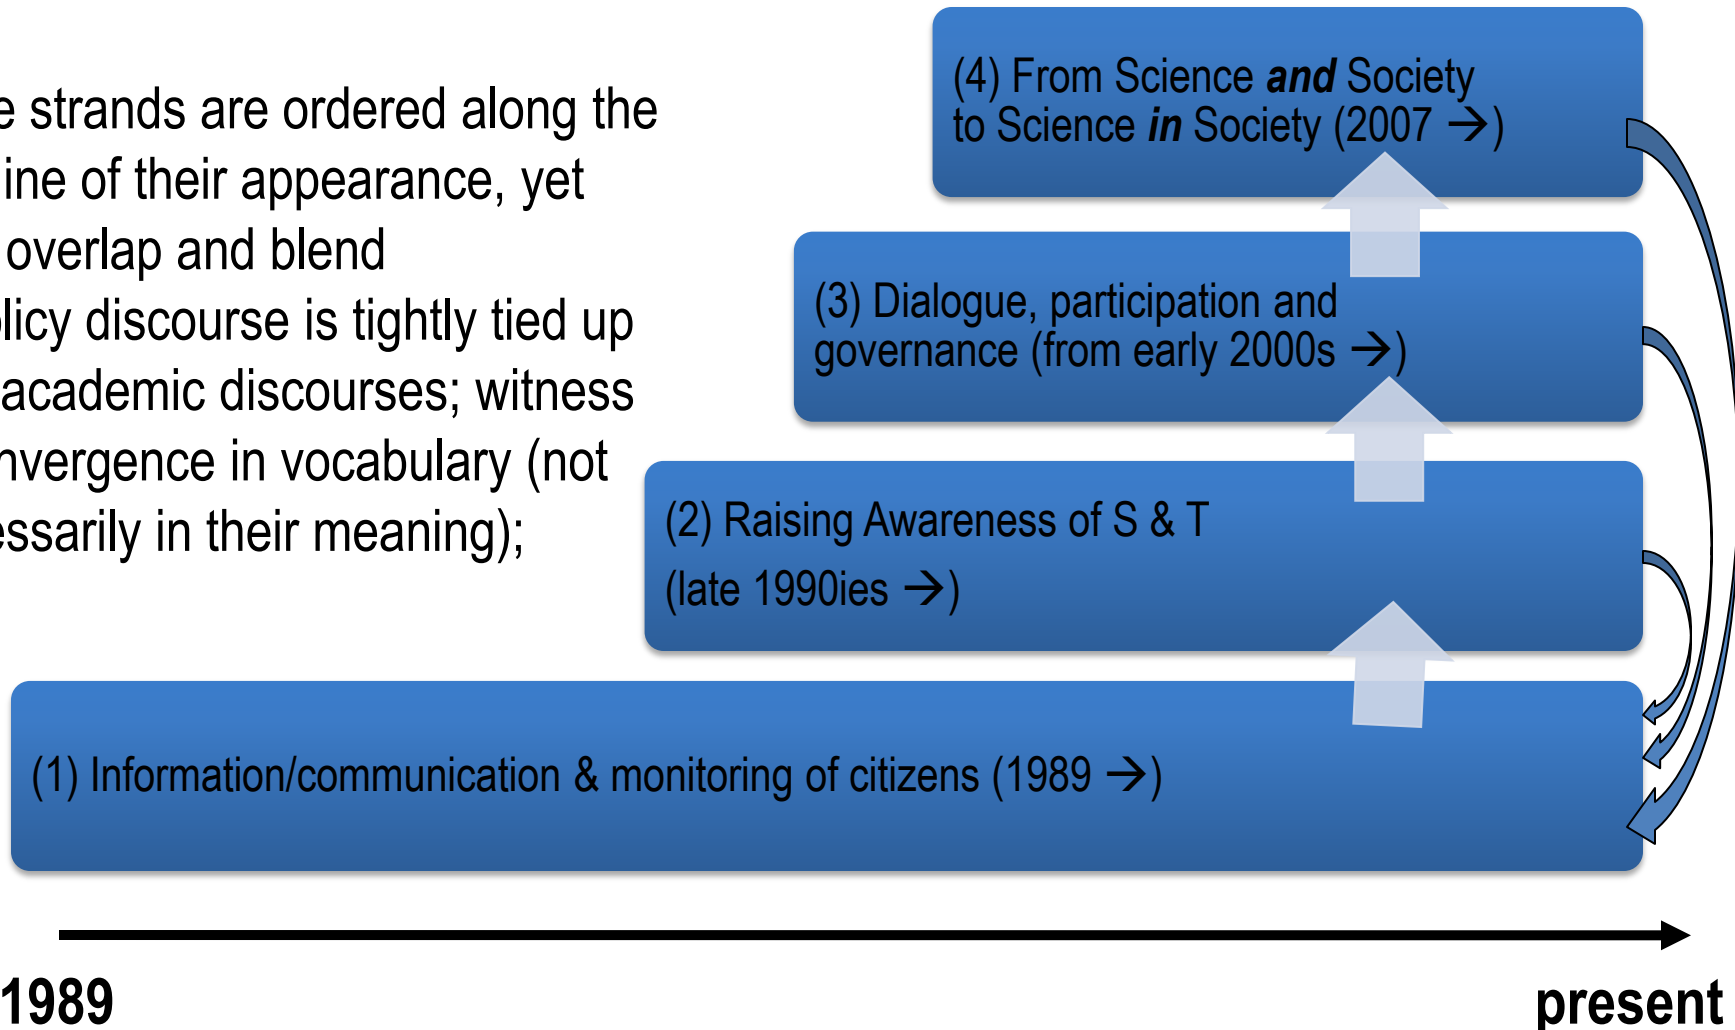 e strands are ordered along the
ine of their appearance, yet
overlap and blend
licy discourse is tightly tied up
academic discourses; witness
nvergence in vocabulary (not
essarily in their meaning);
(4) From Science and Society
to Science in Society (2007 →)
(3) Dialogue, participation and
governance (from early 2000s →)
(2) Raising Awareness of S & T
(late 1990ies →)
(1) Information/communication & monitoring of citizens (1989 →)
1989
present